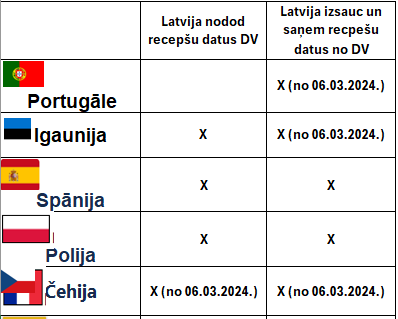 Latvija nodod
recepšu datus DV
Latvija izsauc un
saņem recpešu
datus no DV
Portugāle
X (no 06.03.2024.)
Igaunija
X
X (no 06.03.2024.)
Spānija
X
X
Polija
X
X
Čehija
X (no 06.03.2024.)
X (no 06.03.2024.)